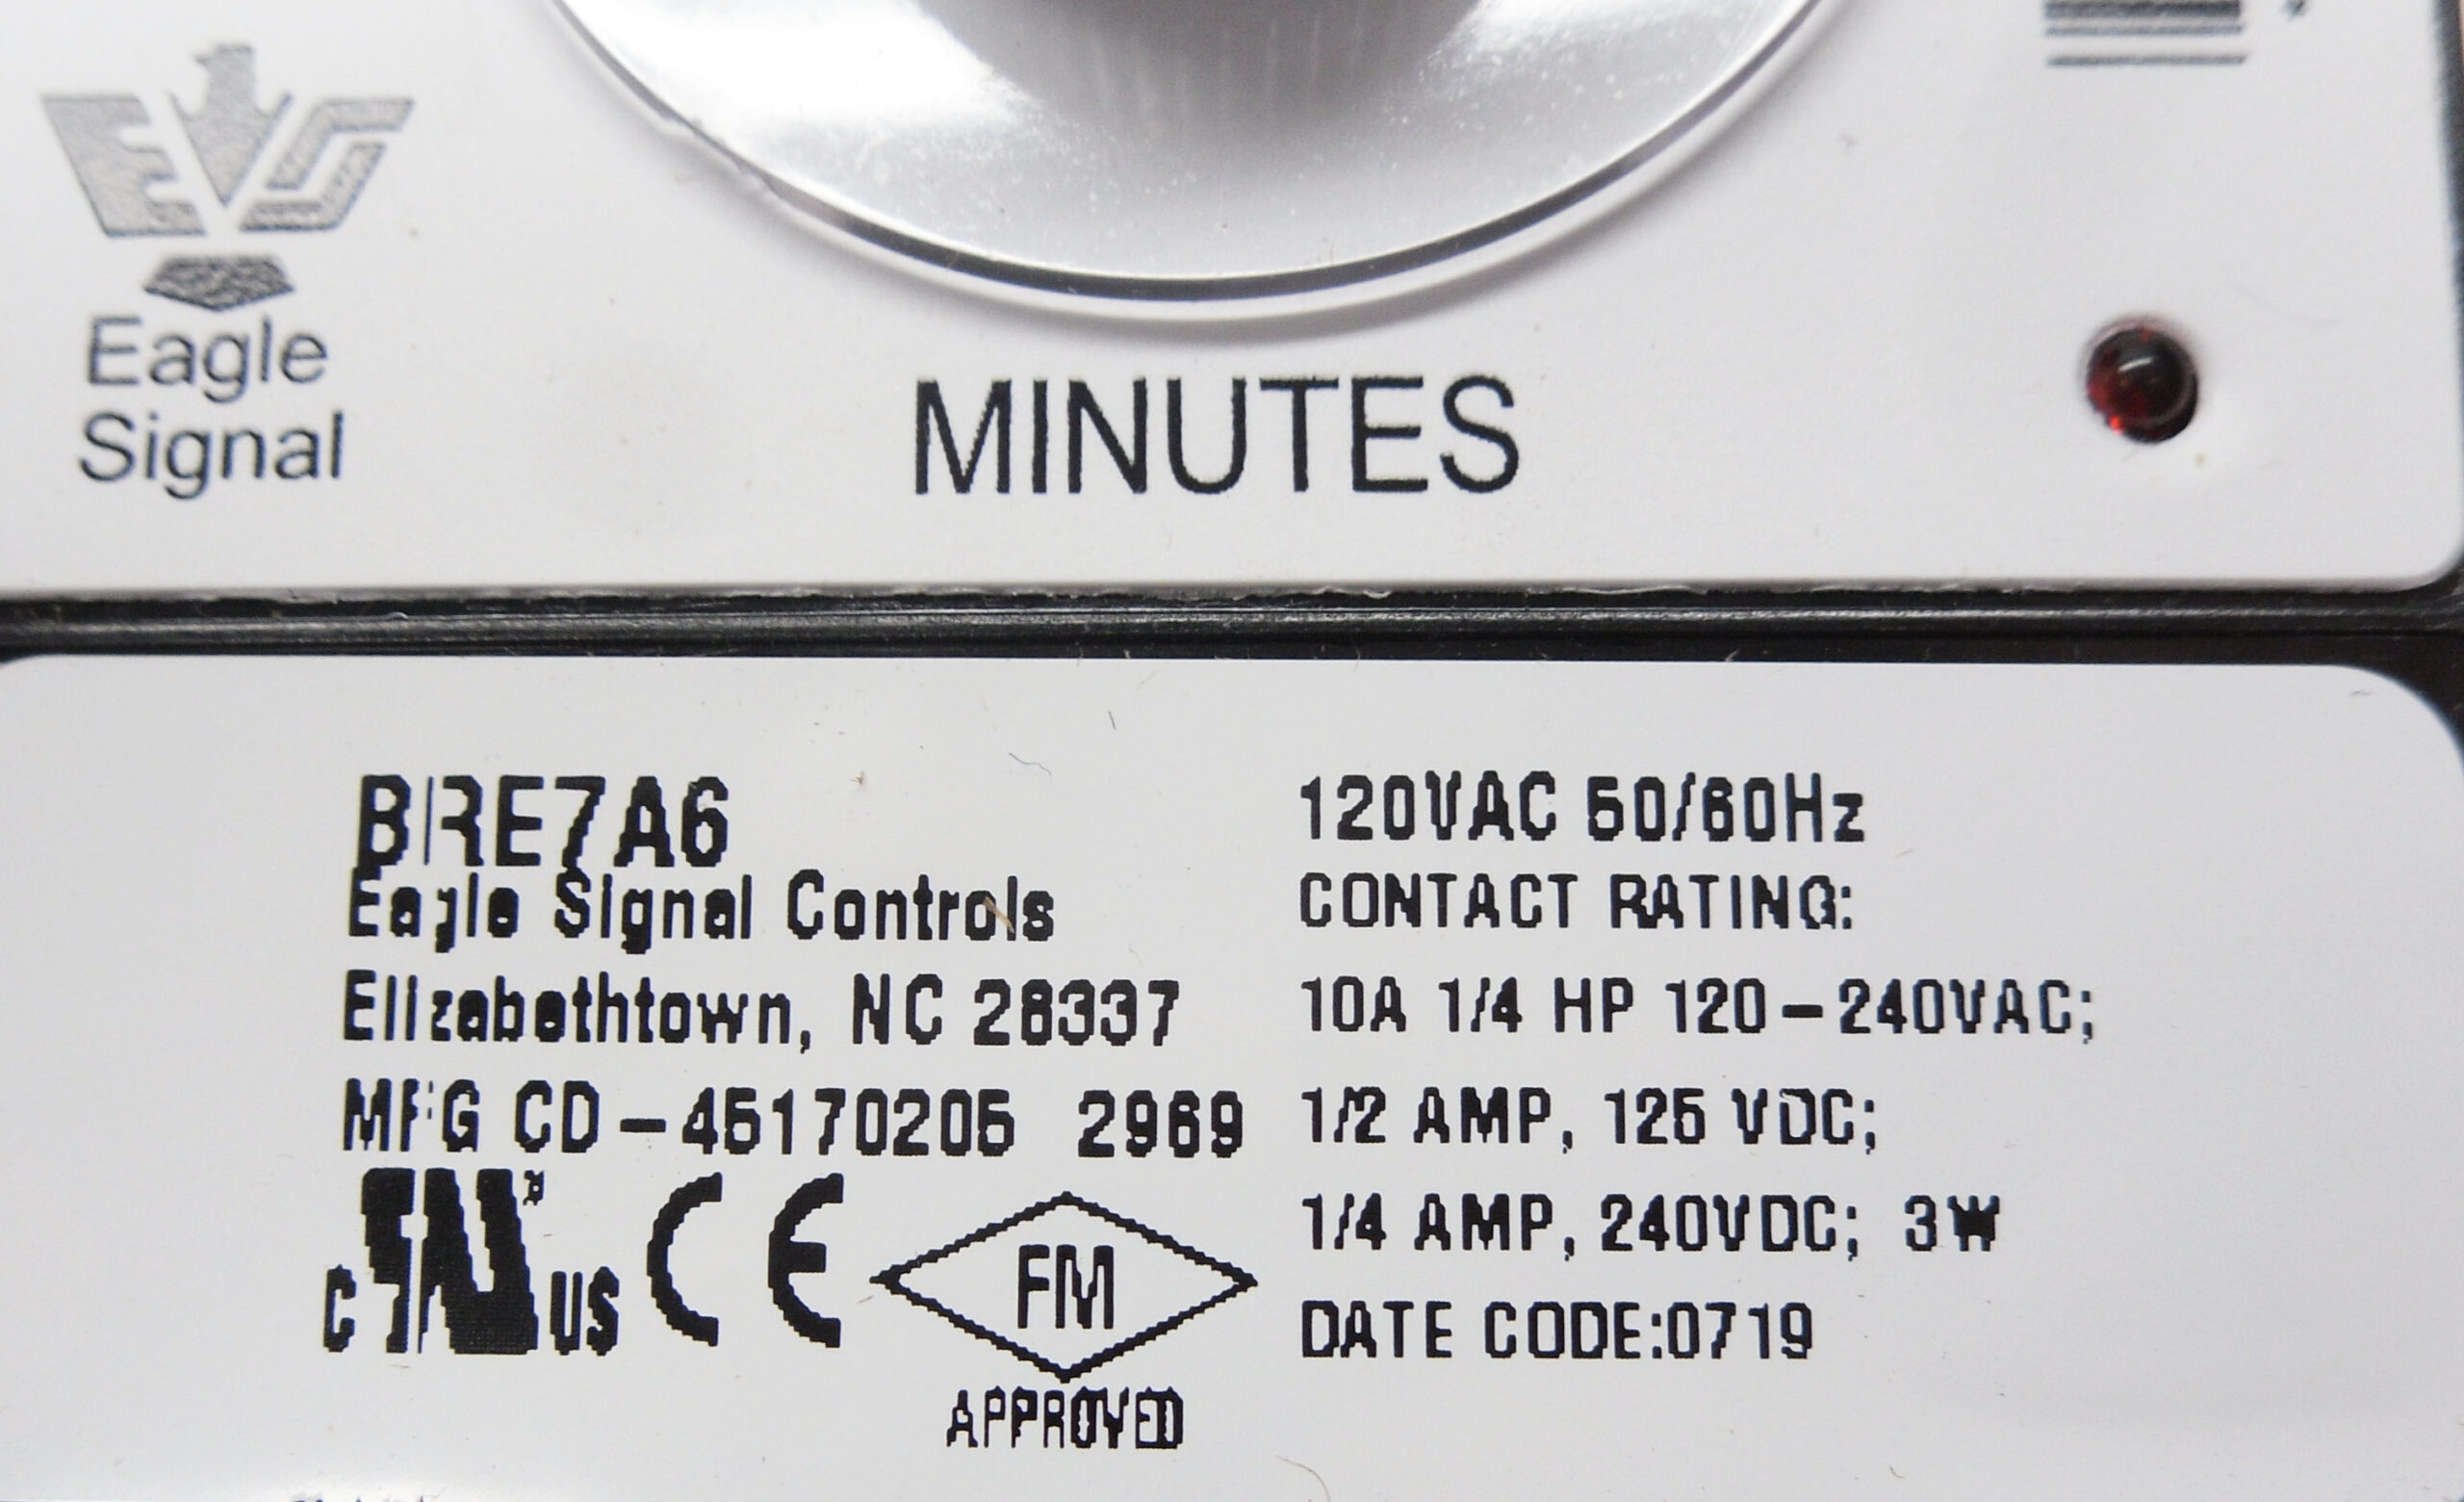 Eagle
Signal
MINUTES
BRE7A6
Eagle Signal Controls
Elizabethtown, NC 28337
MFG CD-45170205 2969
C UL US CE FM
APPROVED
120VAC 50/60Hz
CONTACT RATING:
10A 1/4 HP 120-240VAC;
1/2 AMP, 125 VDC;
1/4 AMP, 240VDC; 3W
DATE CODE:0719